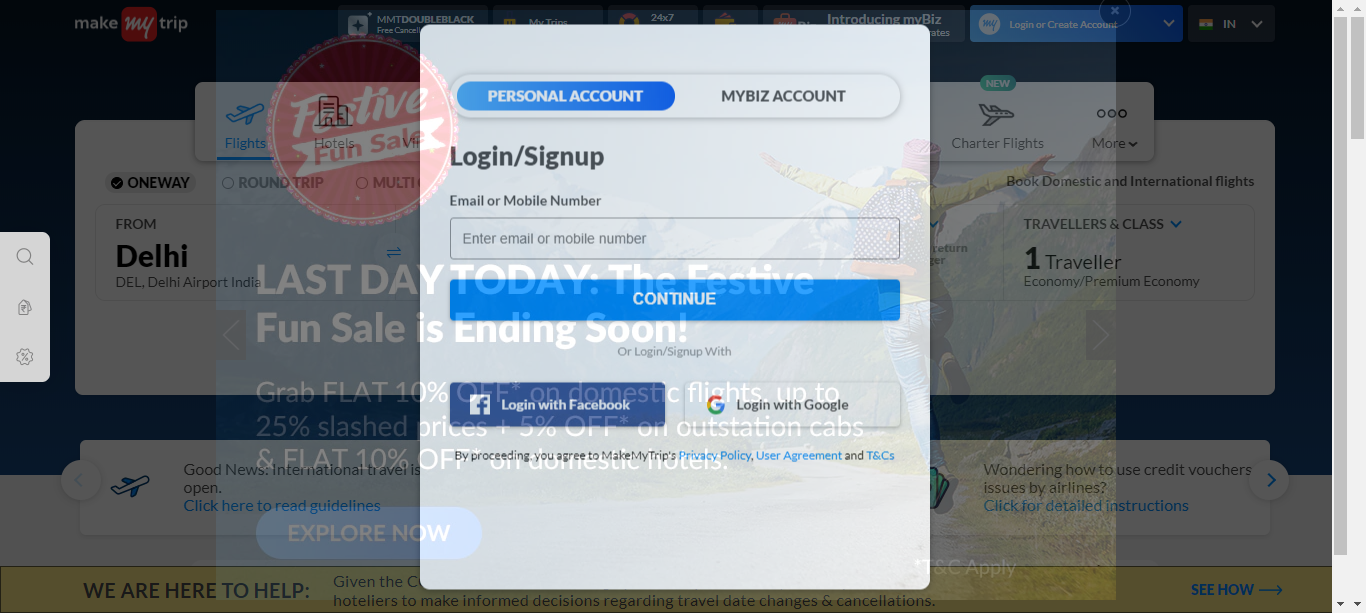 make my trip
MMTDOUBLEBLACK
Free Cancell
My Trips
24x7
Introducing myBiz
rates
my
Login or Create Account
IN
PERSONAL ACCOUNT
MYBIZ ACCOUNT
NEW
Festive
Fun Sale
Flights
Hotels
Charter Flights
More
Login/Signup
ONEWAY
ROUND TRIP
MULTI
Book Domestic and International flights
Email or Mobile Number
Enter email or mobile number
FROM
Delhi
DEL, Delhi Airport India
return
TRAVELLERS & CLASS
1 Traveller
Economy/Premium Economy
LAST DAY TODAY: The Festive
Fun Sale is Ending Soon!
CONTINUE
Or Login/Signup With
Grab FLAT 10% OFF* on domestic flights, up to
25% slashed prices + 5% OFF* on outstation cabs
& FLAT 10% OFF* on domestic hotels.
Login with Facebook
Login with Google
By proceeding, you agree to MakeMyTrip's Privacy Policy, User Agreement and T&Cs
Good News: International travel is
open.
Click here to read guidelines
Wondering how to use credit vouchers
issues by airlines?
Click for detailed instructions
EXPLORE NOW
*T&C Apply
WE ARE HERE TO HELP:
Given the C
hoteliers to make informed decisions regarding travel date changes & cancellations.
SEE HOW